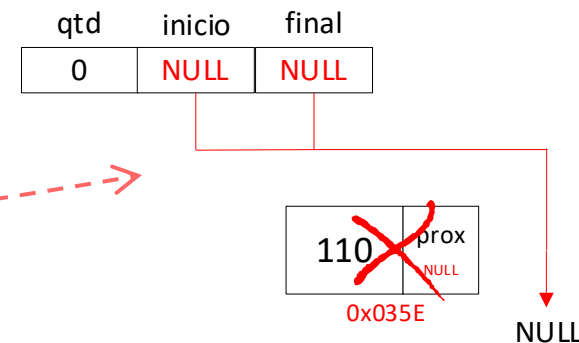 qtd inicio final
0 NULL NULL
110 prox
NULL
0x035E
NULL